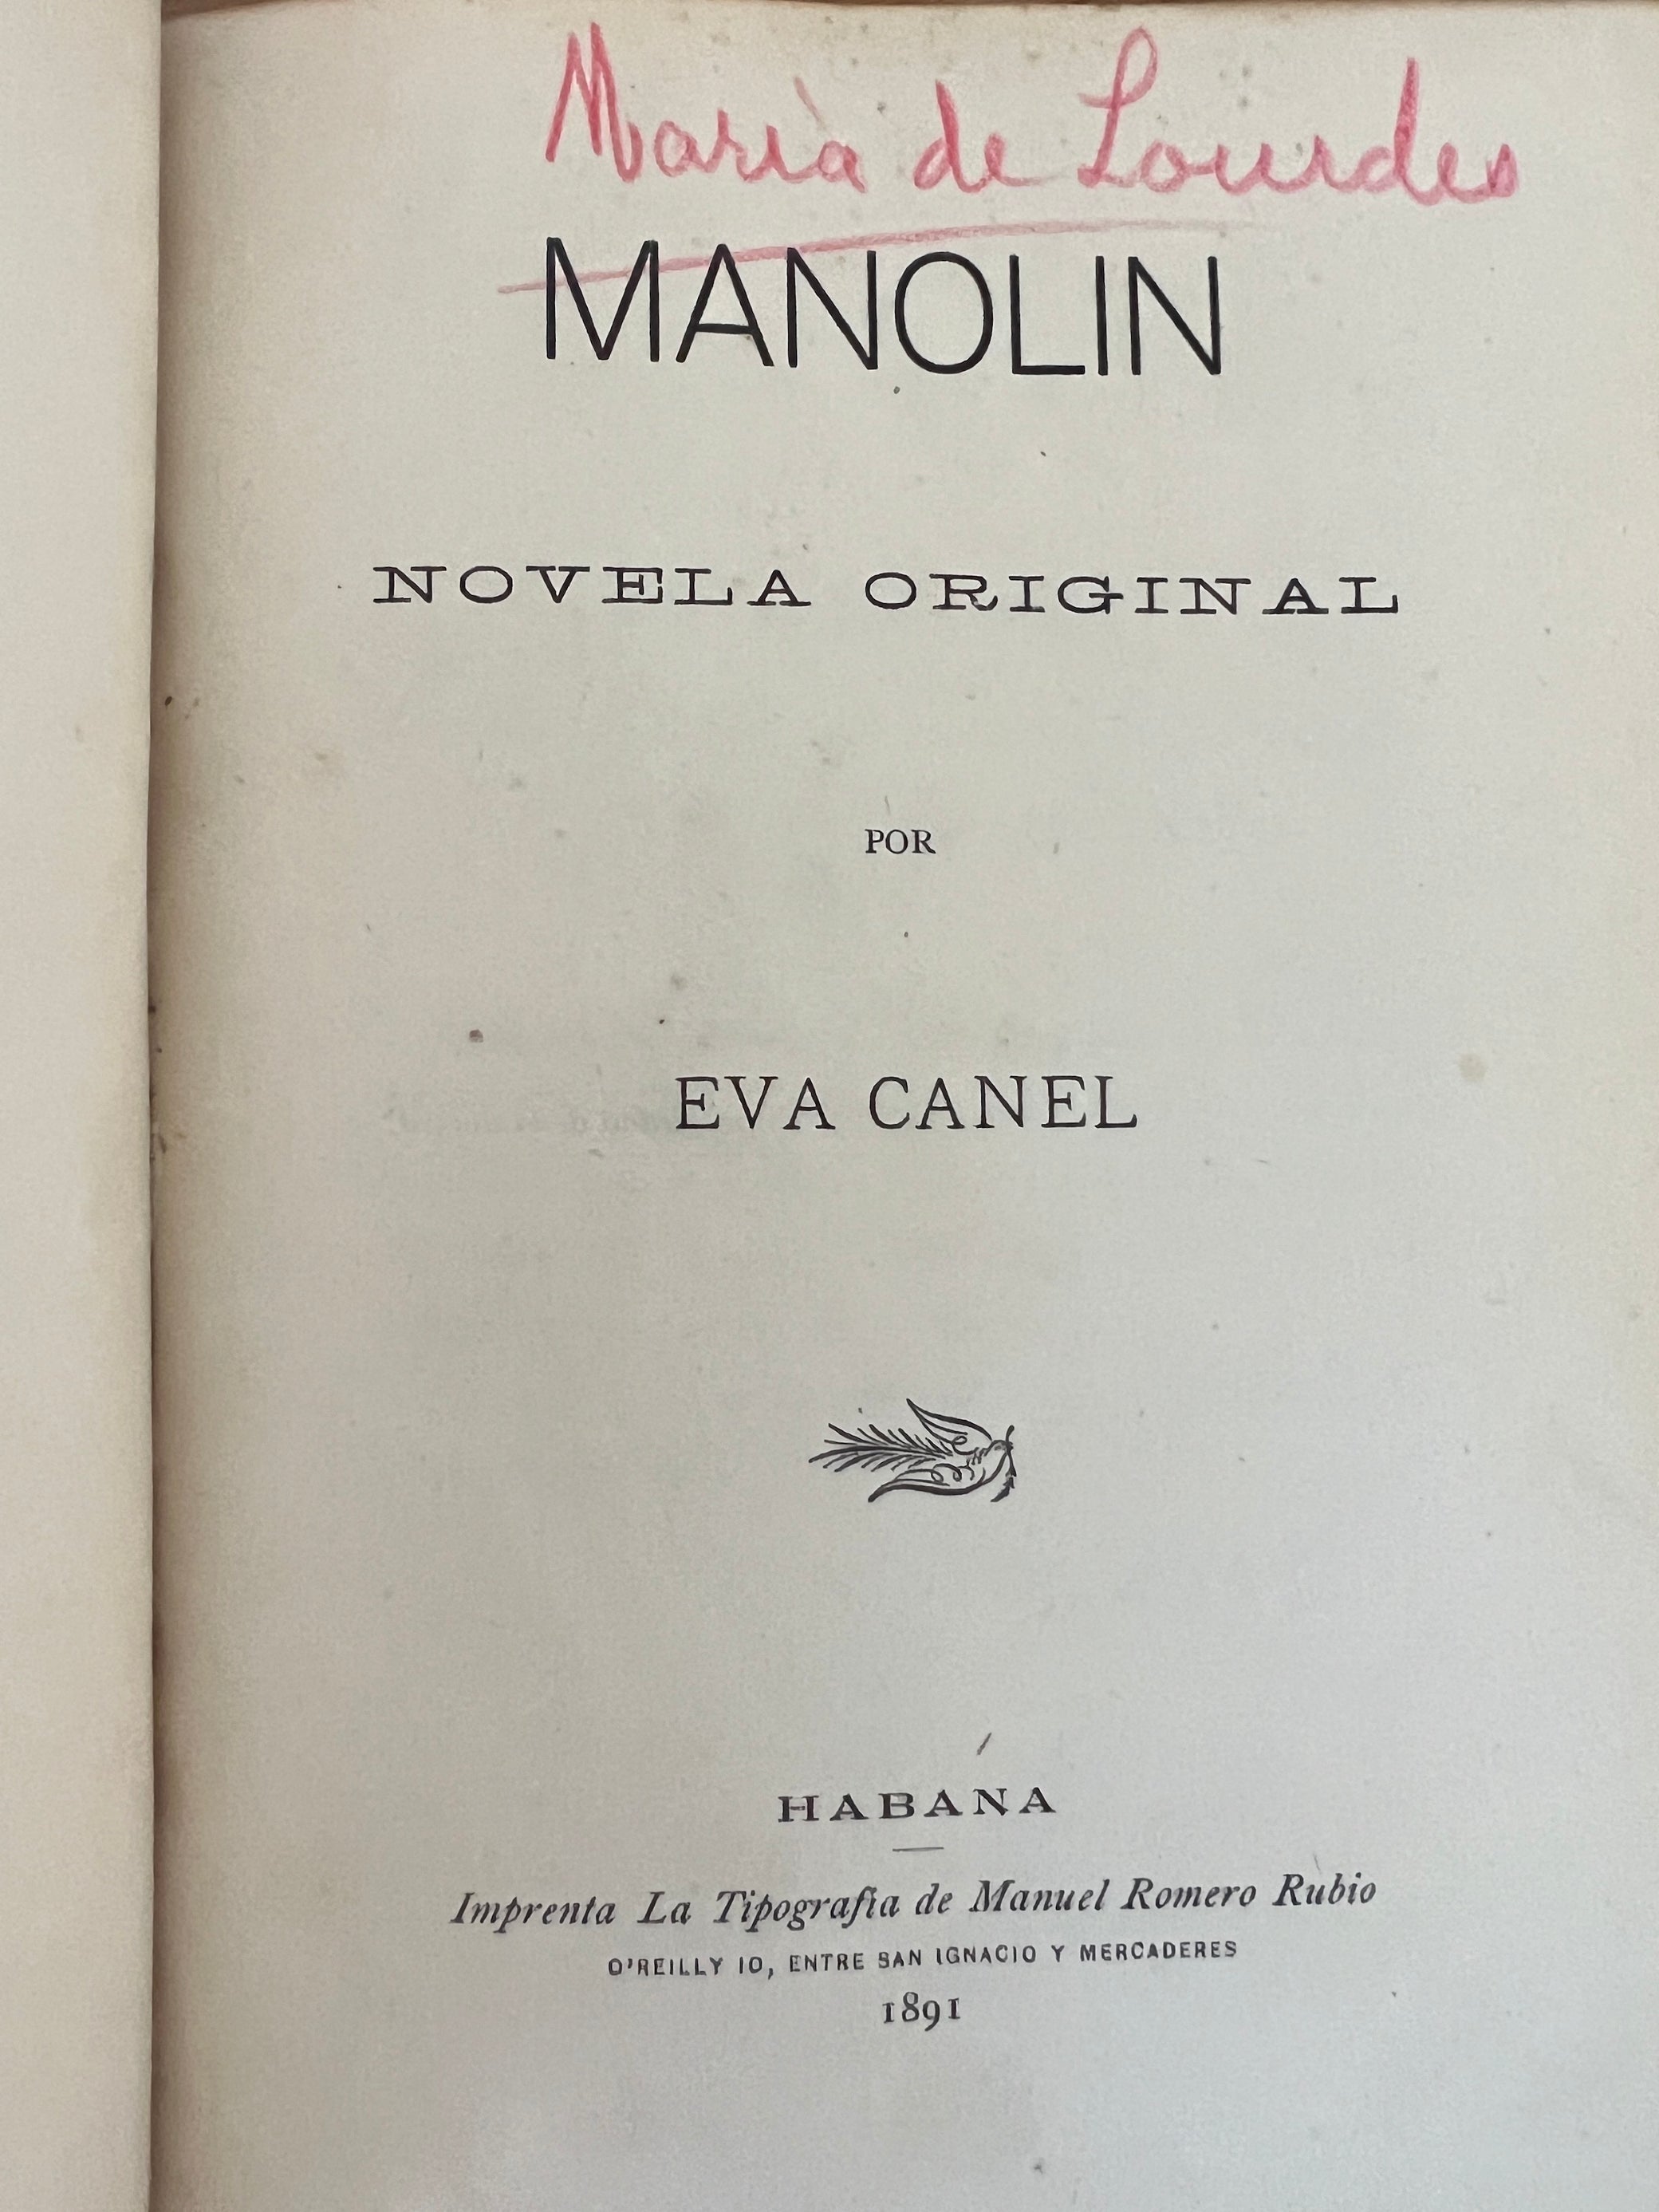 Marìa de Lourdes
MANOLIN
NOVELA ORIGINAL
POR
EVA CANEL
HABANA
Imprenta La Tipografía de Manuel Romero Rubio
O'REILLY 10, ENTRE SAN IGNACIO Y MERCADERES
1891